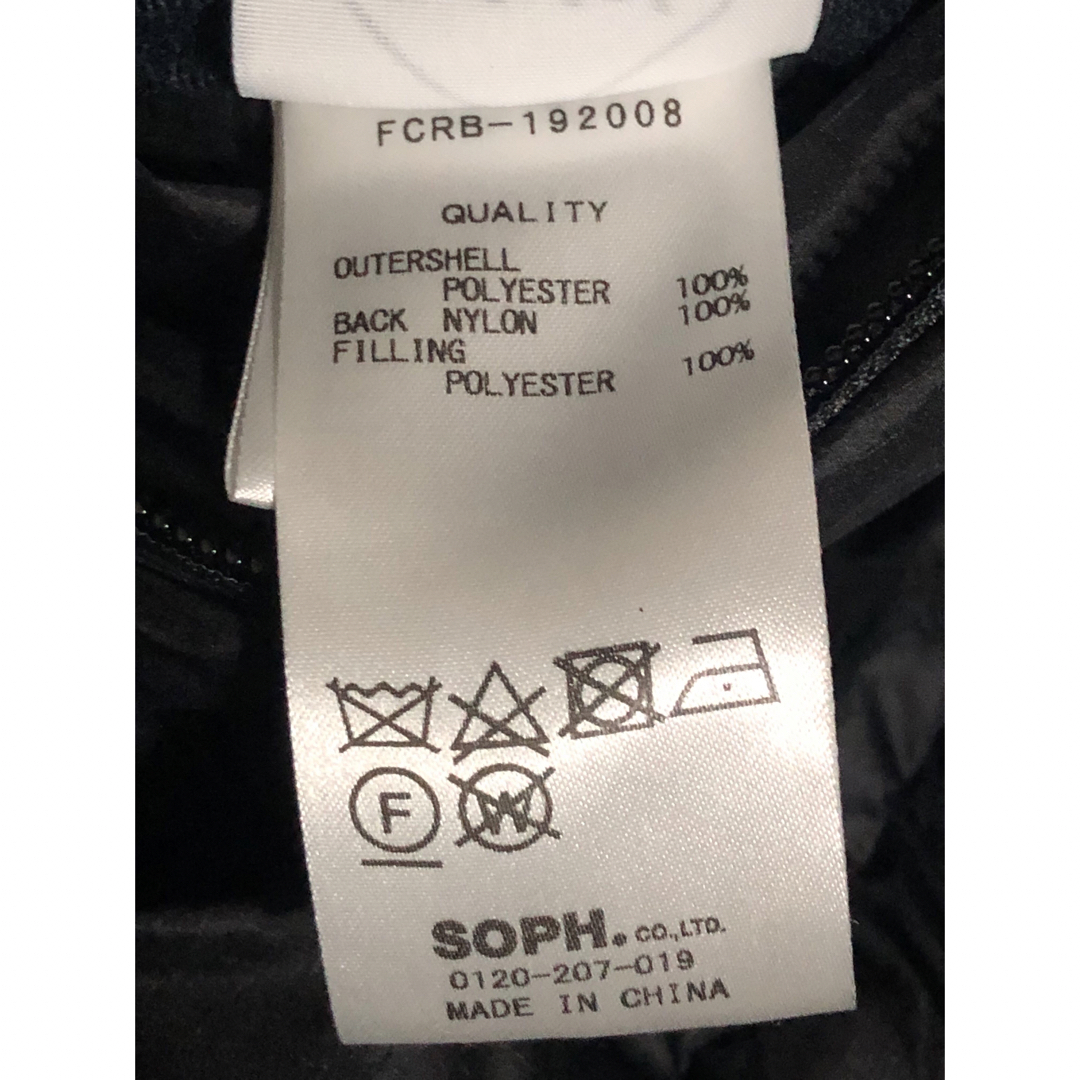 FCRB-192008
QUALITY
OUTERSHELL
POLYESTER 100%
BACK NYLON 100%
FILLING
POLYESTER 100%
F W
SOPH. CO.,LTD.
0120-207-019
MADE IN CHINA